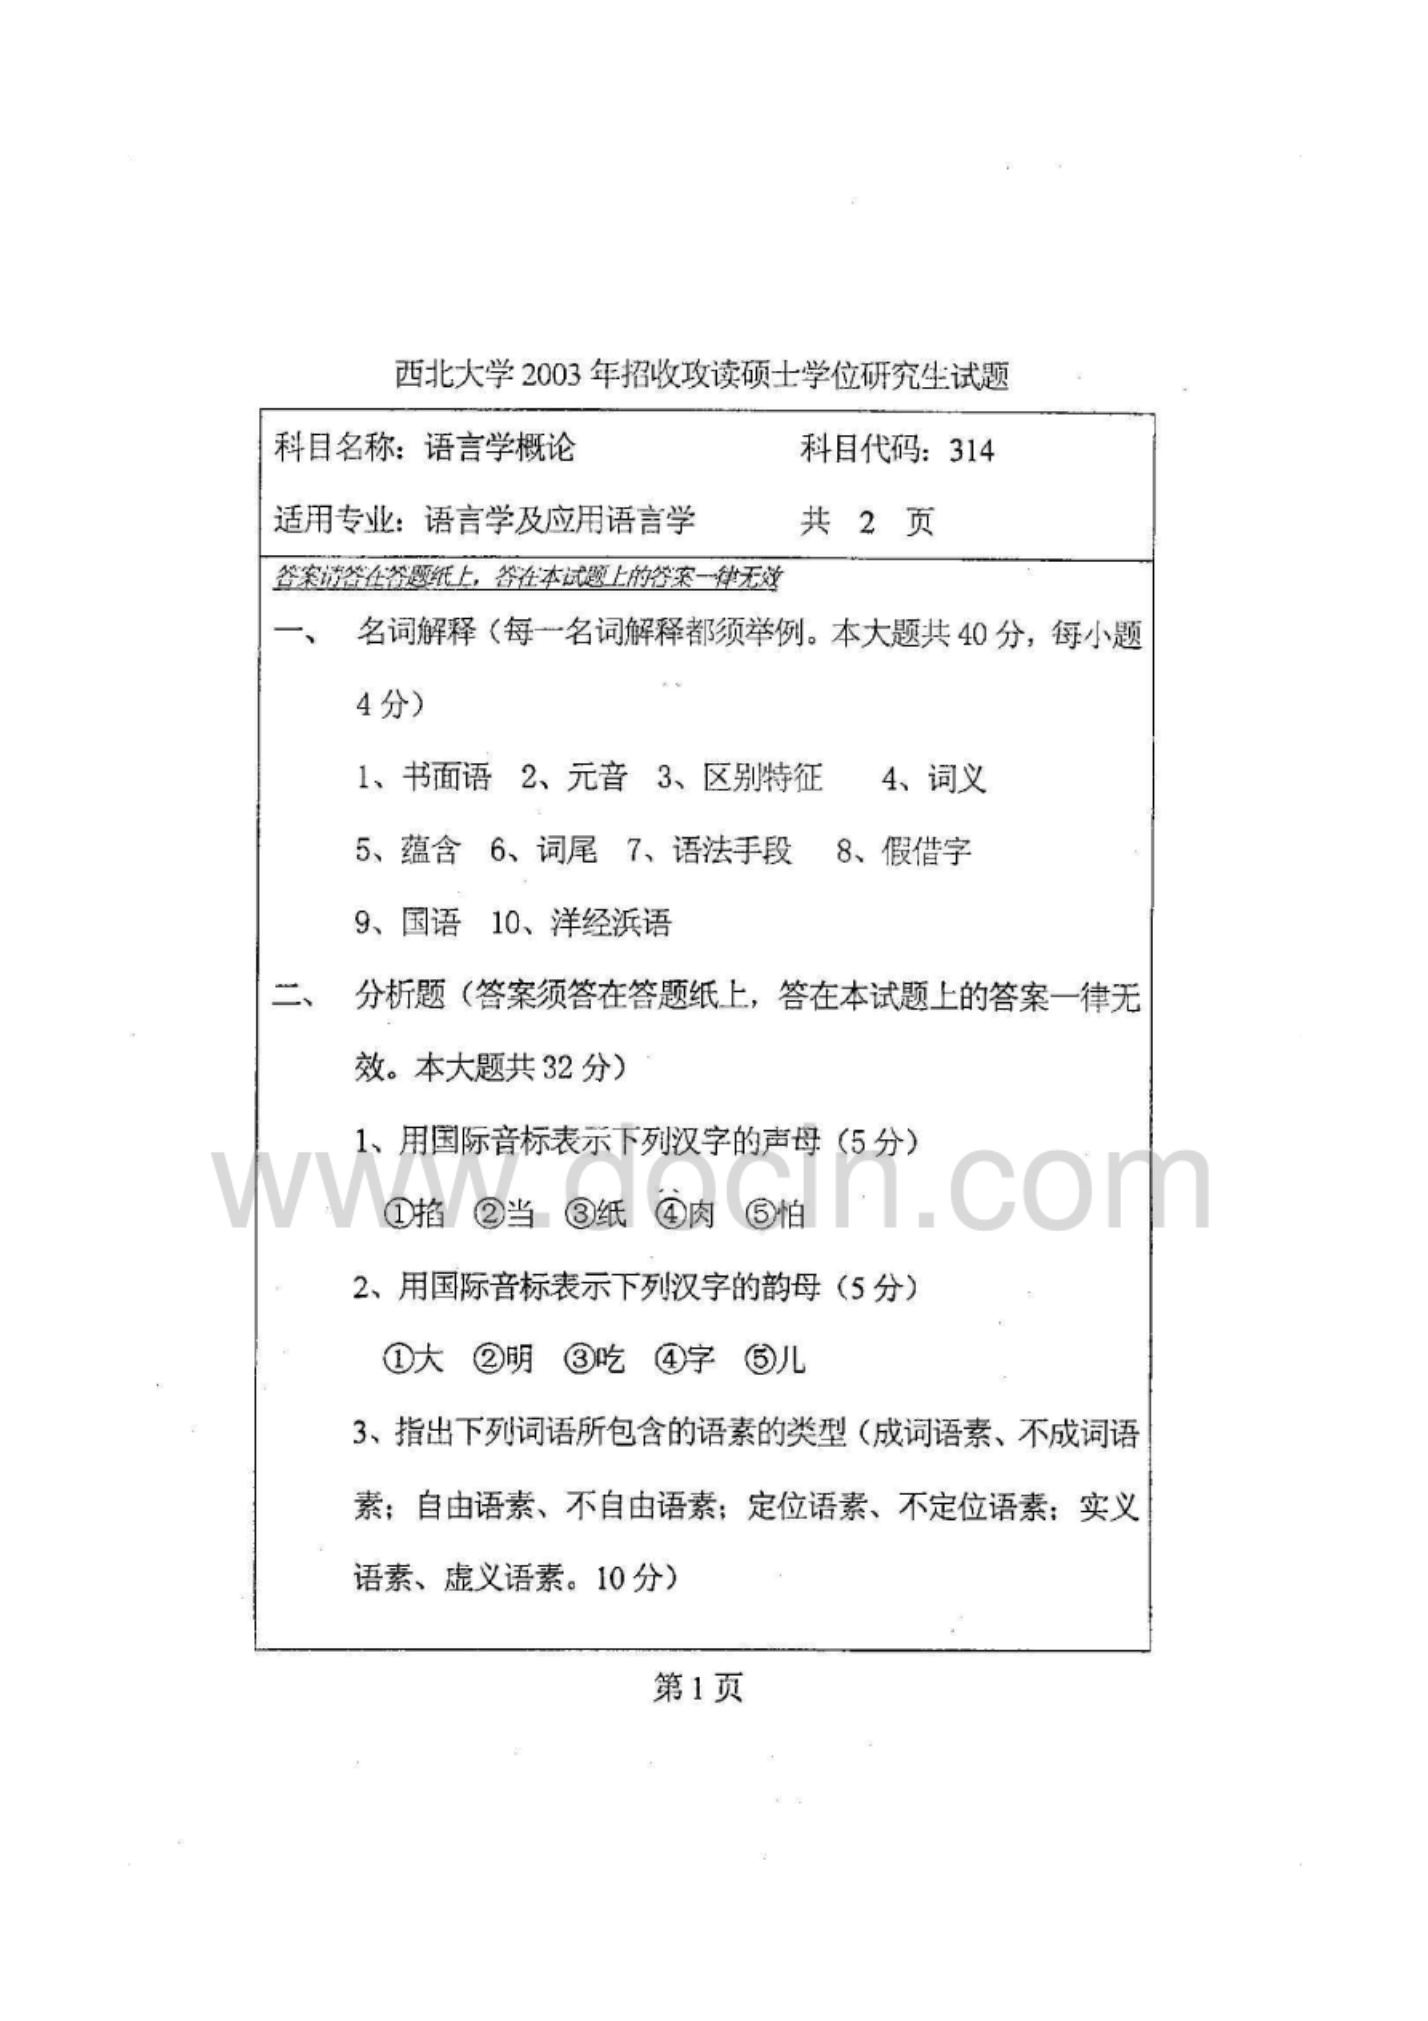 西北大学 2003 年招收攻读硕士学位研究生试题
科目名称：语言学概论 科目代码：314
适用专业：语言学及应用语言学 共 2 页
答案请答在答题纸上，答在本试题上的答案一律无效
一、 名词解释（每一名词解释都须举例。本大题共 40 分，每小题
4 分）
1、书面语 2、元音 3、区别特征 4、词义
5、蕴含 6、词尾 7、语法手段 8、假借字
9、国语 10、洋经浜语
二、 分析题（答案须答在答题纸上，答在本试题上的答案一律无
效。本大题共 32 分）
1、用国际音标表示下列汉字的声母（5 分）
www.docin.com
①掐 ②当 ③纸 ④肉 ⑤怕
2、用国际音标表示下列汉字的韵母（5 分）
①大 ②明 ③吃 ④字 ⑤儿
3、指出下列词语所包含的语素的类型（成词语素、不成词语
素；自由语素、不自由语素；定位语素、不定位语素；实义
语素、虚义语素。10 分）
第 1 页